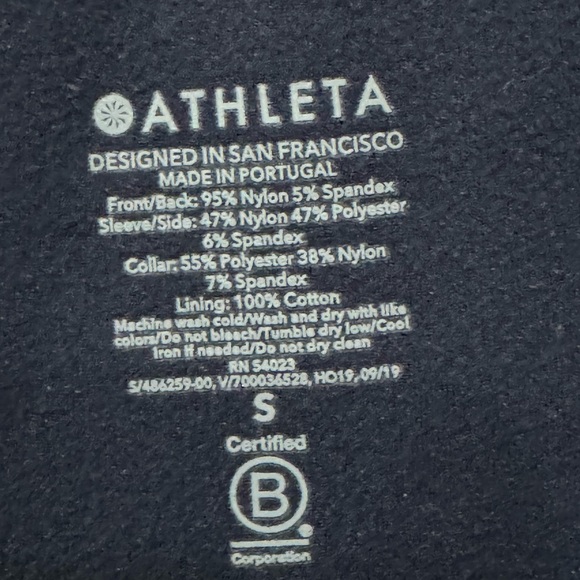 ATHLETA
DESIGNED IN SAN FRANCISCO
MADE IN PORTUGAL
Front/Back: 95% Nylon 5% Spandex
Sleeve/Side: 47% Nylon 47% Polyester
6% Spandex
Collar: 55% Polyester 38% Nylon
7% Spandex
Lining: 100% Cotton
Machine wash cold/Wash and dry with like
colors/Do not bleach/Tumble dry low/Cool
iron if needed/Do not dry clean
RN 54023
S/486259-00, V/700036528, HO19, 09/19
S
Certified
B
Corporation